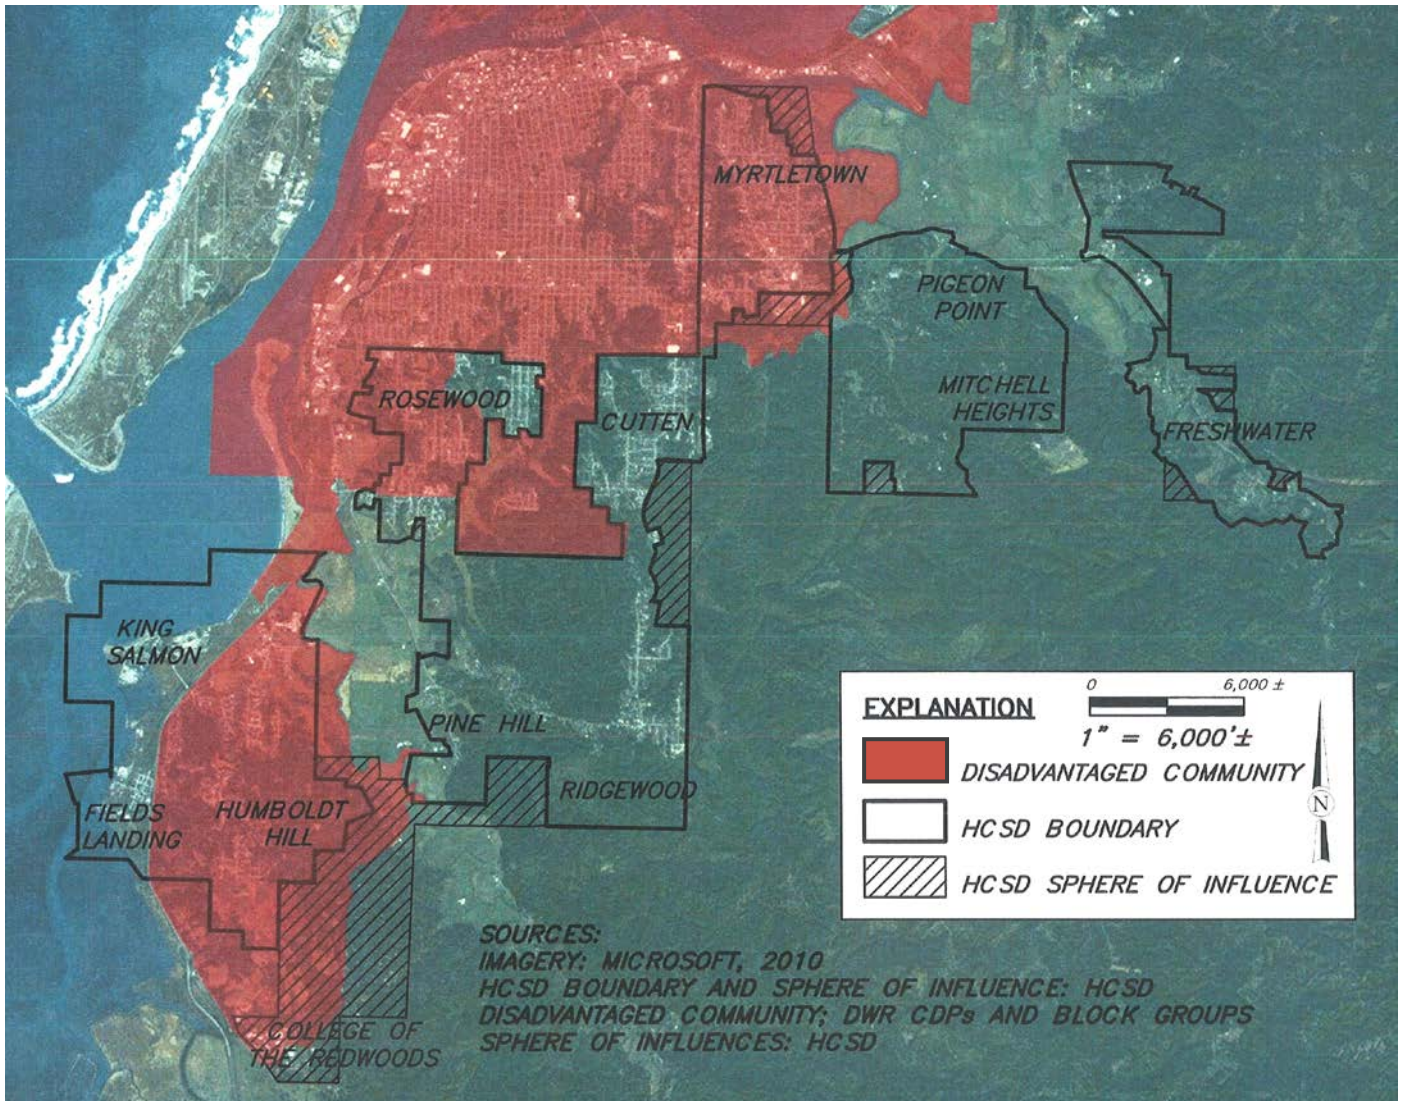 MYRTLETOWN
PIGEON
POINT
ROSEWOOD
CUTTEN
MITCHELL
HEIGHTS
FRESHWATER
KING
SALMON
PINE HILL
RIDGEWOOD
FIELDS
LANDING
HUMBOLDT
HILL
COLLEGE OF
THE REDWOODS
EXPLANATION
0 6,000 ±
1" = 6,000'±
DISADVANTAGED COMMUNITY
HCSD BOUNDARY
HCSD SPHERE OF INFLUENCE
N
SOURCES:
IMAGERY: MICROSOFT, 2010
HCSD BOUNDARY AND SPHERE OF INFLUENCE: HCSD
DISADVANTAGED COMMUNITY; DWR CDPs AND BLOCK GROUPS
SPHERE OF INFLUENCES: HCSD